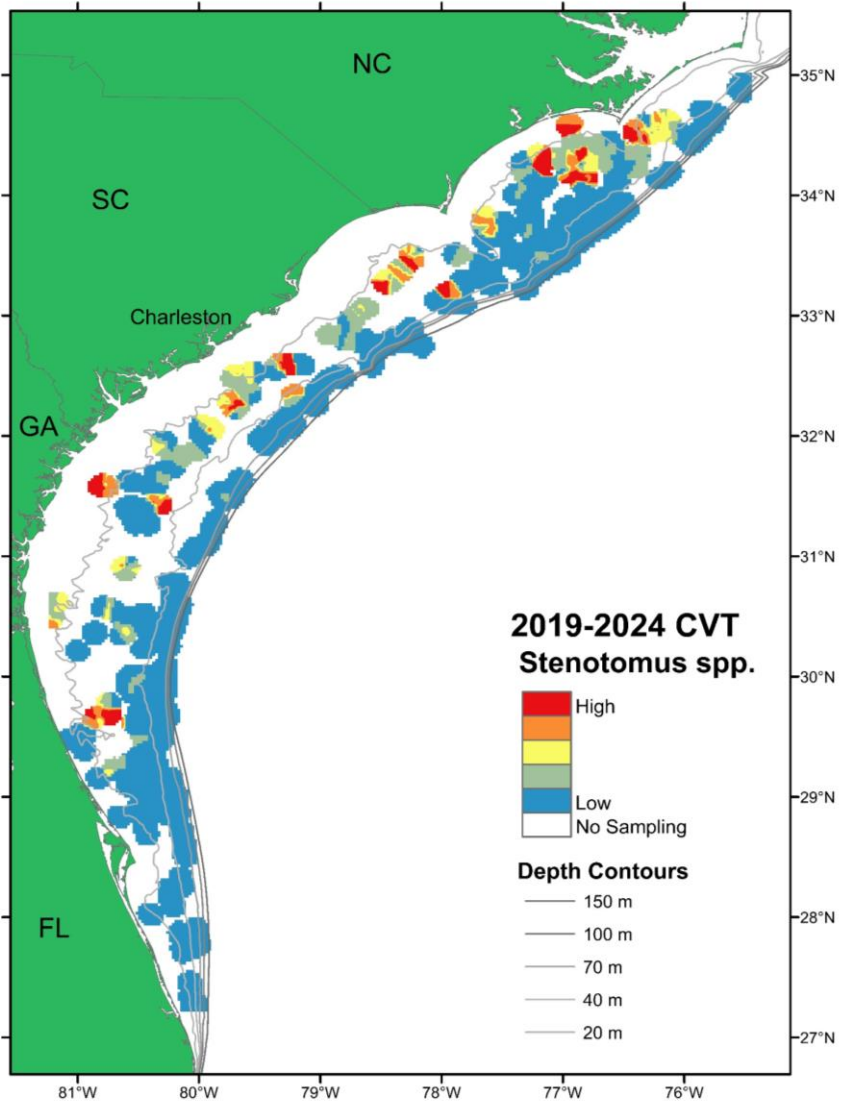 NC
35°N
SC
34°N
Charleston
33°N
GA
32°N
31°N
2019-2024 CVT
Stenotomus spp.
30°N
High
Low
29°N
No Sampling
Depth Contours
150 m
FL
28°N
100 m
70 m
40 m
20 m
27°N
81°W 80°W 79°W 78°W 77°W 76°W